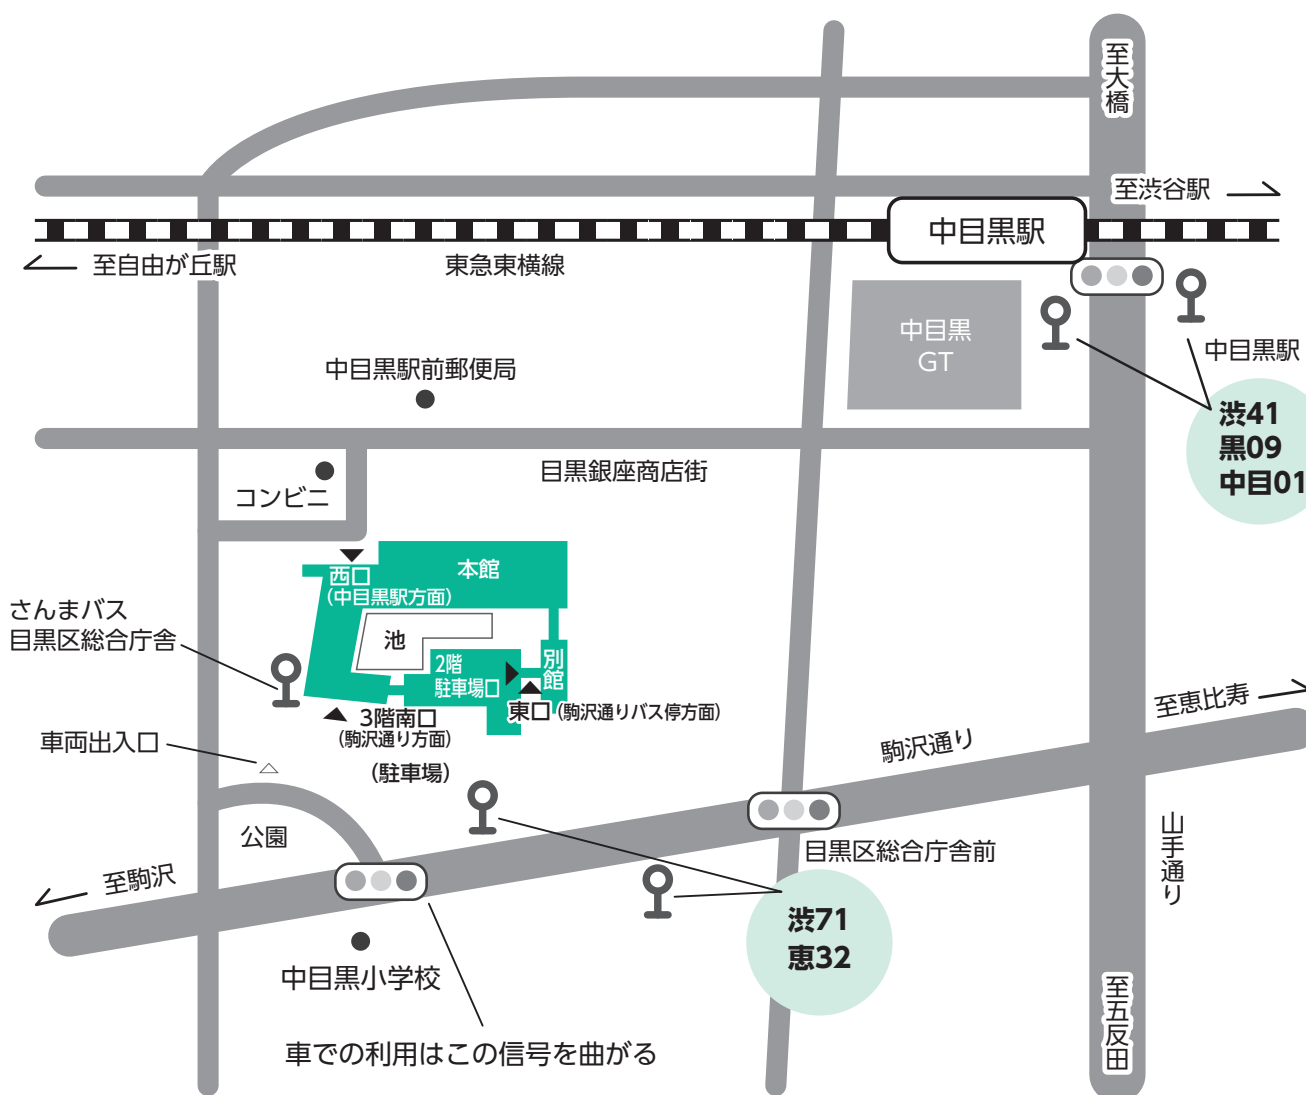 至大橋
至渋谷駅
中目黒駅
至自由が丘駅
東急東横線
中目黒
GT
中目黒駅
中目黒駅前郵便局
渋41
黒09
中目01
目黒銀座商店街
コンビニ
本館
西口
(中目黒駅方面)
さんまバス
目黒区総合庁舎
池
2階
駐車場口
別館
東口(駒沢通りバス停方面)
3階南口
(駒沢通り方面)
(駐車場)
車両出入口
至恵比寿
駒沢通り
公園
目黒区総合庁舎前
山手通り
至駒沢
渋71
恵32
中目黒小学校
至五反田
車での利用はこの信号を曲がる